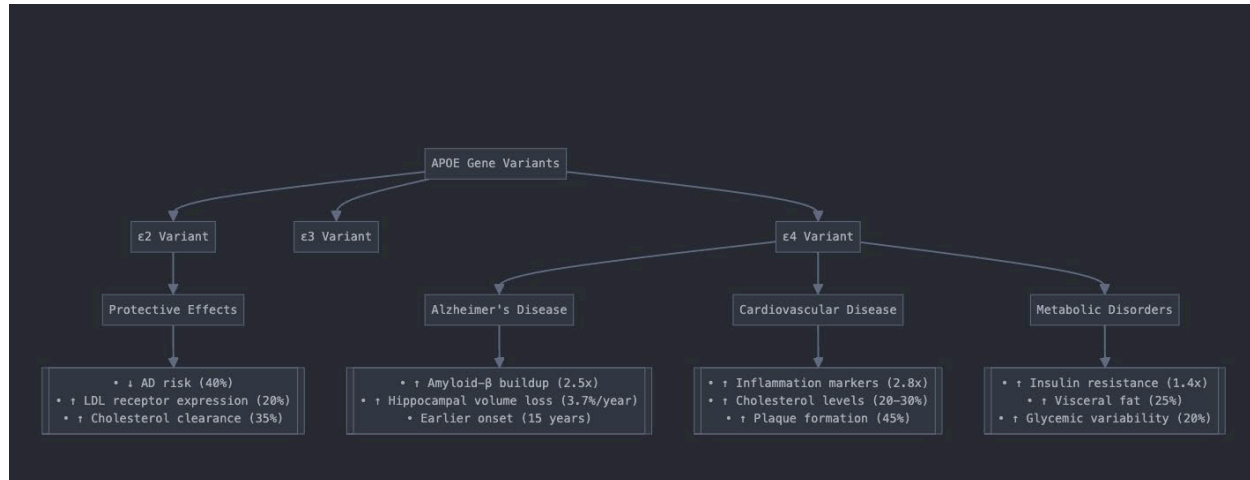 APOE Gene Variants
ε2 Variant
ε3 Variant
ε4 Variant
Protective Effects
Alzheimer's Disease
Cardiovascular Disease
Metabolic Disorders
• ↓ AD risk (40%)
• ↑ LDL receptor expression (20%)
• ↑ Cholesterol clearance (35%)
• ↑ Amyloid-β buildup (2.5x)
• ↑ Hippocampal volume loss (3.7%/year)
• Earlier onset (15 years)
• ↑ Inflammation markers (2.8x)
• ↑ Cholesterol levels (20-30%)
• ↑ Plaque formation (45%)
• ↑ Insulin resistance (1.4x)
• ↑ Visceral fat (25%)
• ↑ Glycemic variability (20%)